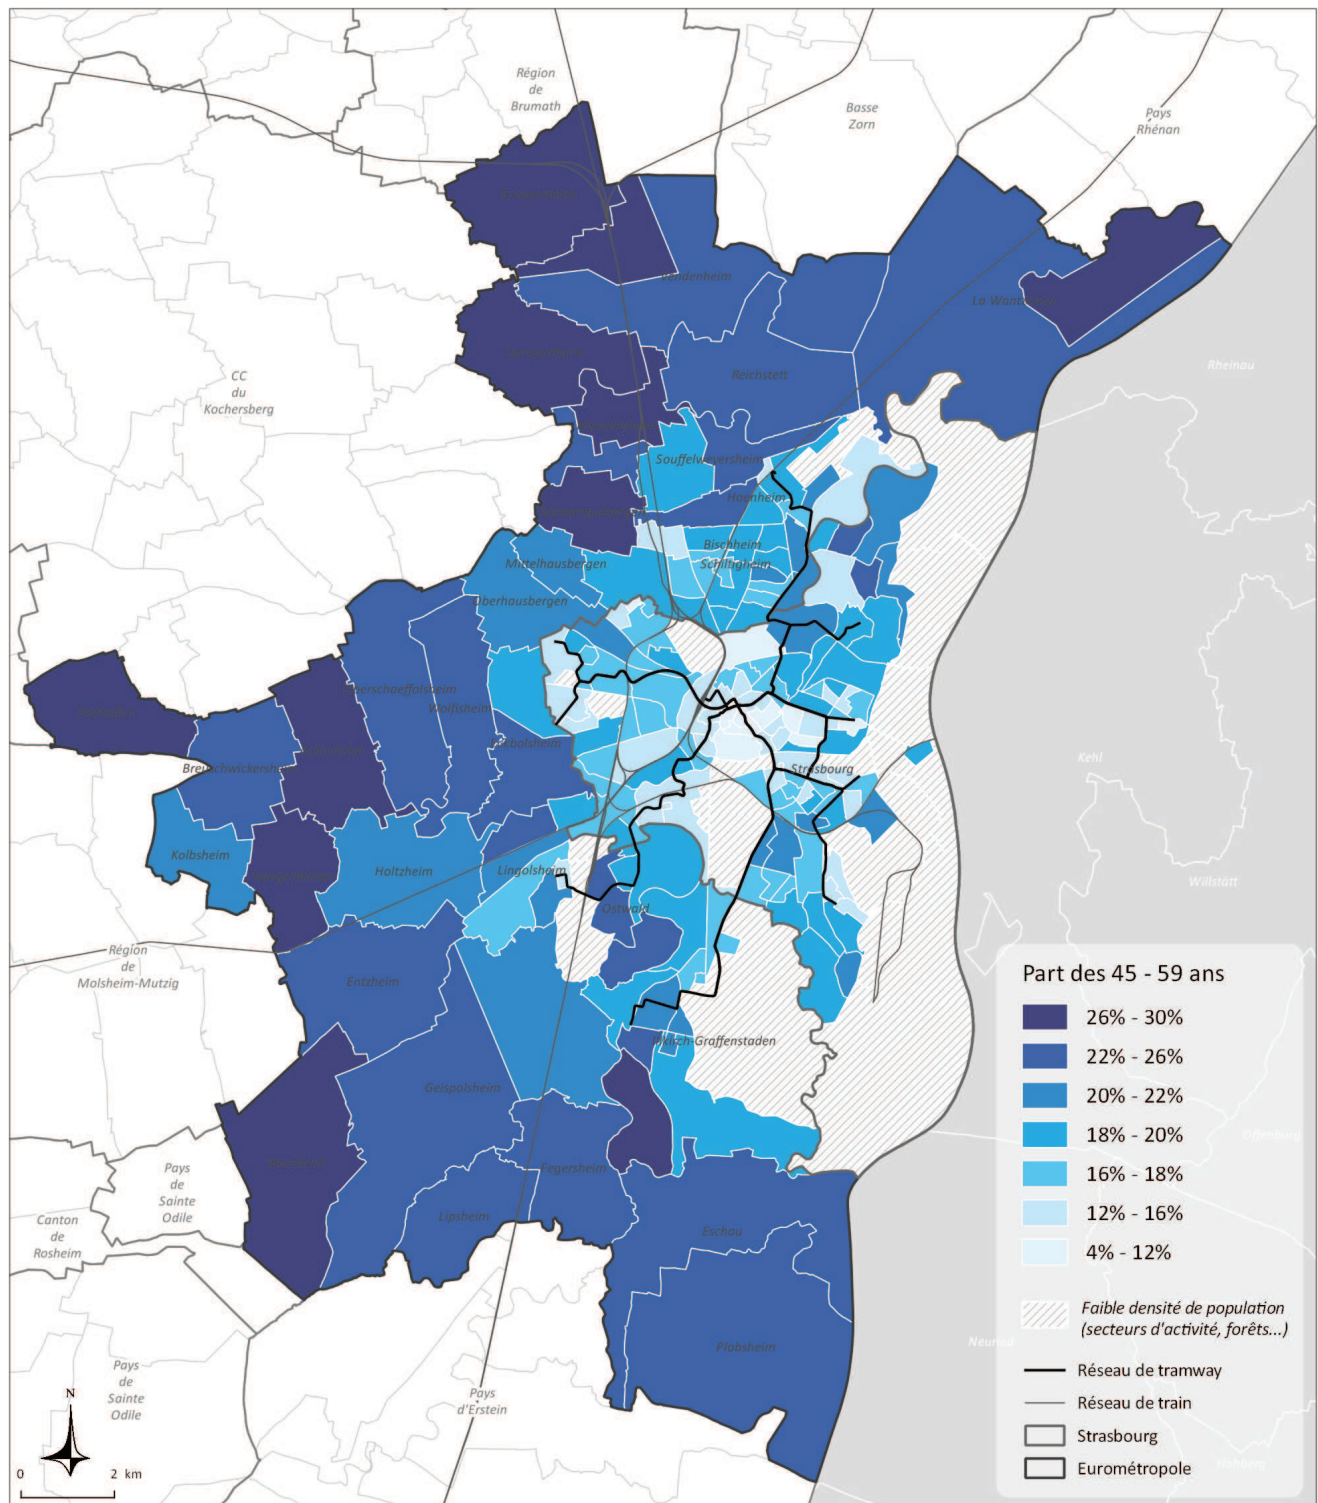 Région
de
Brumath
Basse
Zorn
Pays
Rhénan
Vendenheim
La Wantzenau
Rheinau
Reichstett
CC
du
Kochersberg
Souffelweyersheim
Hoenheim
Bischheim
Schiltigheim
Mittelhausbergen
Oberhausbergen
Oberschaeffolsheim
Wolfisheim
Eckbolsheim
Breuschwickersheim
Strasbourg
Kehl
Kolbsheim
Holtzheim
Lingolsheim
Ostwald
Willstätt
Région
de
Molsheim-Mutzig
Entzheim
Illkirch-Graffenstaden
Geispolsheim
Offenburg
Fegersheim
Lipsheim
Pays
de
Sainte
Odile
Canton
de
Rosheim
Eschau
Plobsheim
Neuried
Pays
de
Sainte
Odile
Pays
d'Erstein
Hohberg
N
0 2 km
Part des 45 - 59 ans
26% - 30%
22% - 26%
20% - 22%
18% - 20%
16% - 18%
12% - 16%
4% - 12%
Faible densité de population
(secteurs d'activité, forêts...)
Réseau de tramway
Réseau de train
Strasbourg
Eurométropole